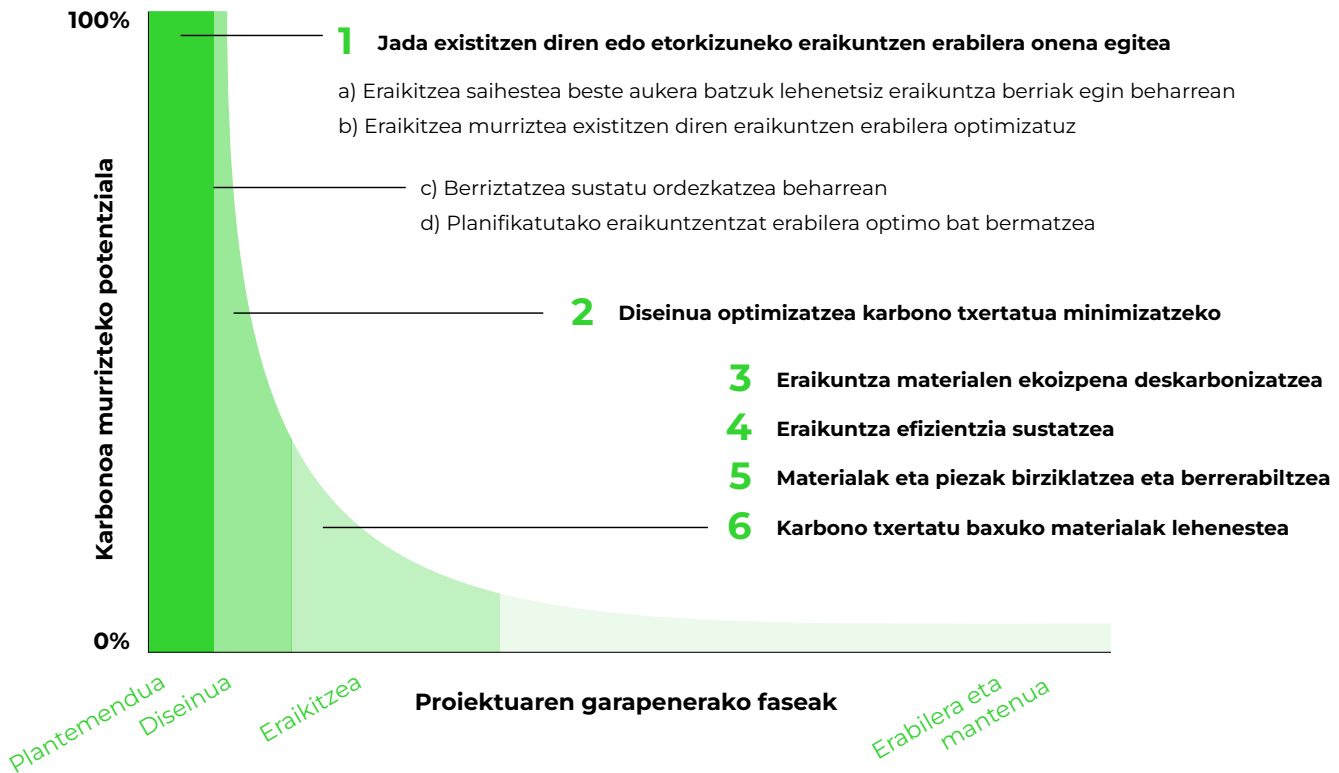 100%
1 Jada existitzen diren edo etorkizuneko eraikuntzen erabilera onena egitea
a) Eraikitzea saihestea beste aukera batzuk lehenetsiz eraikuntza berriak egin beharrean
b) Eraikitzea murriztea existitzen diren eraikuntzen erabilera optimizatuz
c) Berriztatzea sustatu ordezkatzea beharrean
d) Planifikatutako eraikuntzentzat erabilera optimo bat bermatzea
Karbonoa murrizteko potentziala
2 Diseinua optimizatzea karbono txertatua minimizatzeko
3 Eraikuntza materialen ekoizpena deskarbonizatzea
4 Eraikuntza efizientzia sustatzea
5 Materialak eta piezak birziklatzea eta berrerabiltzea
6 Karbono txertatu baxuko materialak lehenestea
0%
Plantemendua
Diseinua
Eraikitzea
Proiektuaren garapenerako faseak
Erabilera eta
mantenua